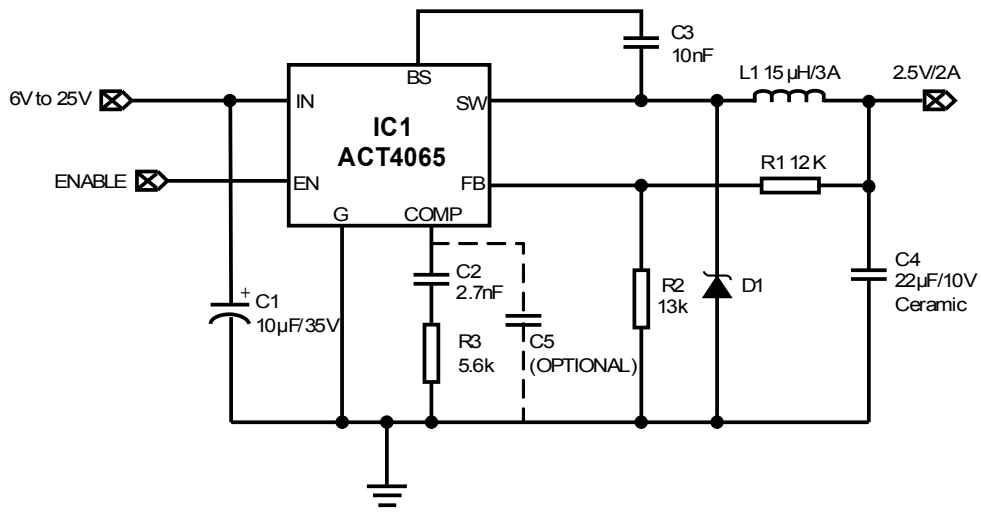 C3
10nF
BS
L1 15µH/3A
2.5V/2A
6V to 25V
IN
SW
IC1
ACT4065
ENABLE
EN
FB
R1 12K
G
COMP
C2
2.7nF
R2
13k
D1
C4
22µF/10V
Ceramic
+
C1
10µF/35V
R3
5.6k
C5
(OPTIONAL)